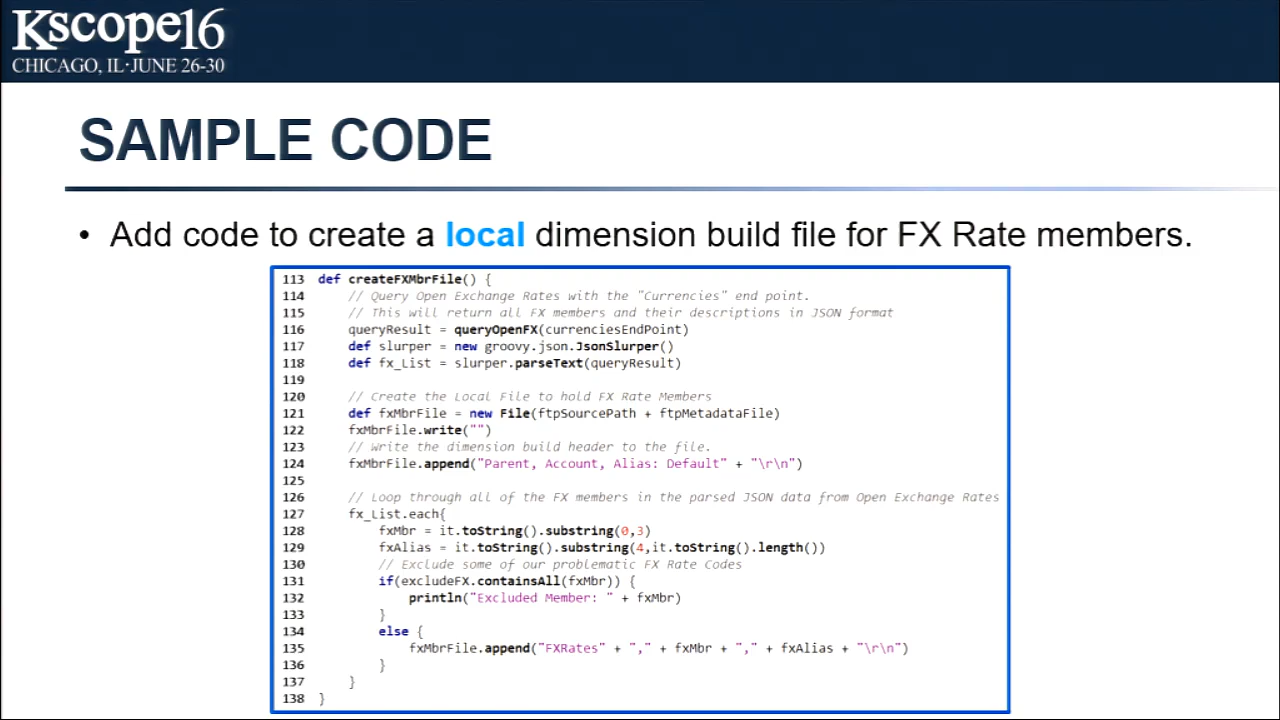 Kscope16
CHICAGO, IL·JUNE 26-30
SAMPLE CODE
• Add code to create a local dimension build file for FX Rate members.
113 def createFXMbrFile() {
114 // Query Open Exchange Rates with the "Currencies" end point.
115 // This will return all FX members and their descriptions in JSON format
116 queryResult = queryOpenFX(currenciesEndPoint)
117 def slurper = new groovy.json.JsonSlurper()
118 def fx_List = slurper.parseText(queryResult)
119
120 // Create the Local File to hold FX Rate Members
121 def fxMbrFile = new File(ftpSourcePath + ftpMetadataFile)
122 fxMbrFile.write("")
123 // Write the dimension build header to the file.
124 fxMbrFile.append("Parent, Account, Alias: Default" + "\r\n")
125
126 // Loop through all of the FX members in the parsed JSON data from Open Exchange Rates
127 fx_List.each{
128 fxMbr = it.toString().substring(0,3)
129 fxAlias = it.toString().substring(4,it.toString().length())
130 // Exclude some of our problematic FX Rate Codes
131 if(excludeFX.containsAll(fxMbr)) {
132 println("Excluded Member: " + fxMbr)
133 }
134 else {
135 fxMbrFile.append("FXRates" + "," + fxMbr + "," + fxAlias + "\r\n")
136 }
137 }
138 }